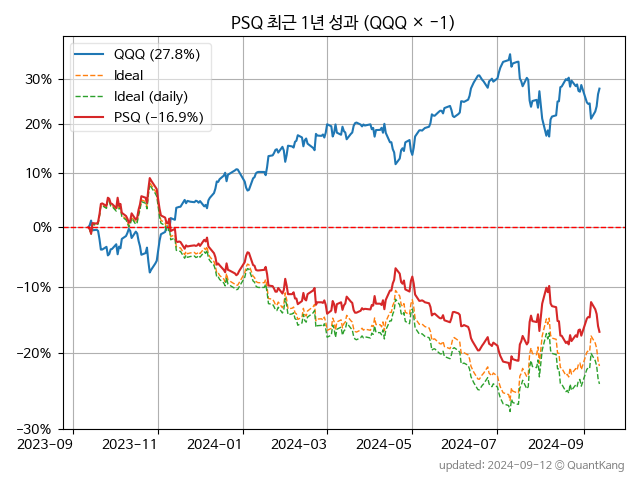 PSQ 최근 1년 성과 (QQQ × −1)
QQQ (27.8%)
Ideal
Ideal (daily)
PSQ (−16.9%)
30%
20%
10%
0%
−10%
−20%
−30%
2023-09
2023-11
2024-01
2024-03
2024-05
2024-07
2024-09
updated: 2024-09-12 © QuantKang